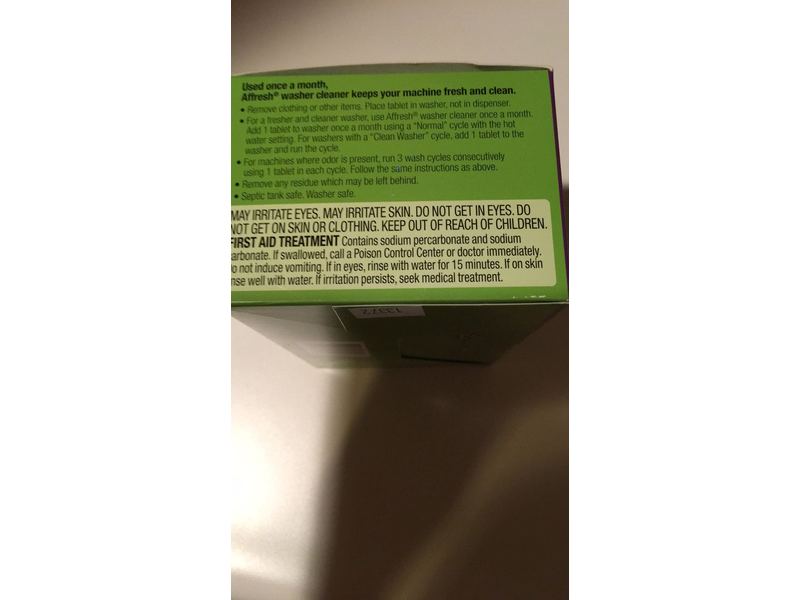 Used once a month,
Affresh® washer cleaner keeps your machine fresh and clean.
• Remove clothing or other items. Place tablet in washer, not in dispenser.
• For a fresher and cleaner washer, use Affresh® washer cleaner once a month.
Add 1 tablet to washer once a month using a "Normal" cycle with the hot
water setting. For washers with a "Clean Washer" cycle, add 1 tablet to the
washer and run the cycle.
• For machines where odor is present, run 3 wash cycles consecutively
using 1 tablet in each cycle. Follow the same instructions as above.
• Remove any residue which may be left behind.
• Septic tank safe. Washer safe.
MAY IRRITATE EYES. MAY IRRITATE SKIN. DO NOT GET IN EYES. DO
NOT GET ON SKIN OR CLOTHING. KEEP OUT OF REACH OF CHILDREN.
FIRST AID TREATMENT Contains sodium percarbonate and sodium
carbonate. If swallowed, call a Poison Control Center or doctor immediately.
Do not induce vomiting. If in eyes, rinse with water for 15 minutes. If on skin
nse well with water. If irritation persists, seek medical treatment.
13372